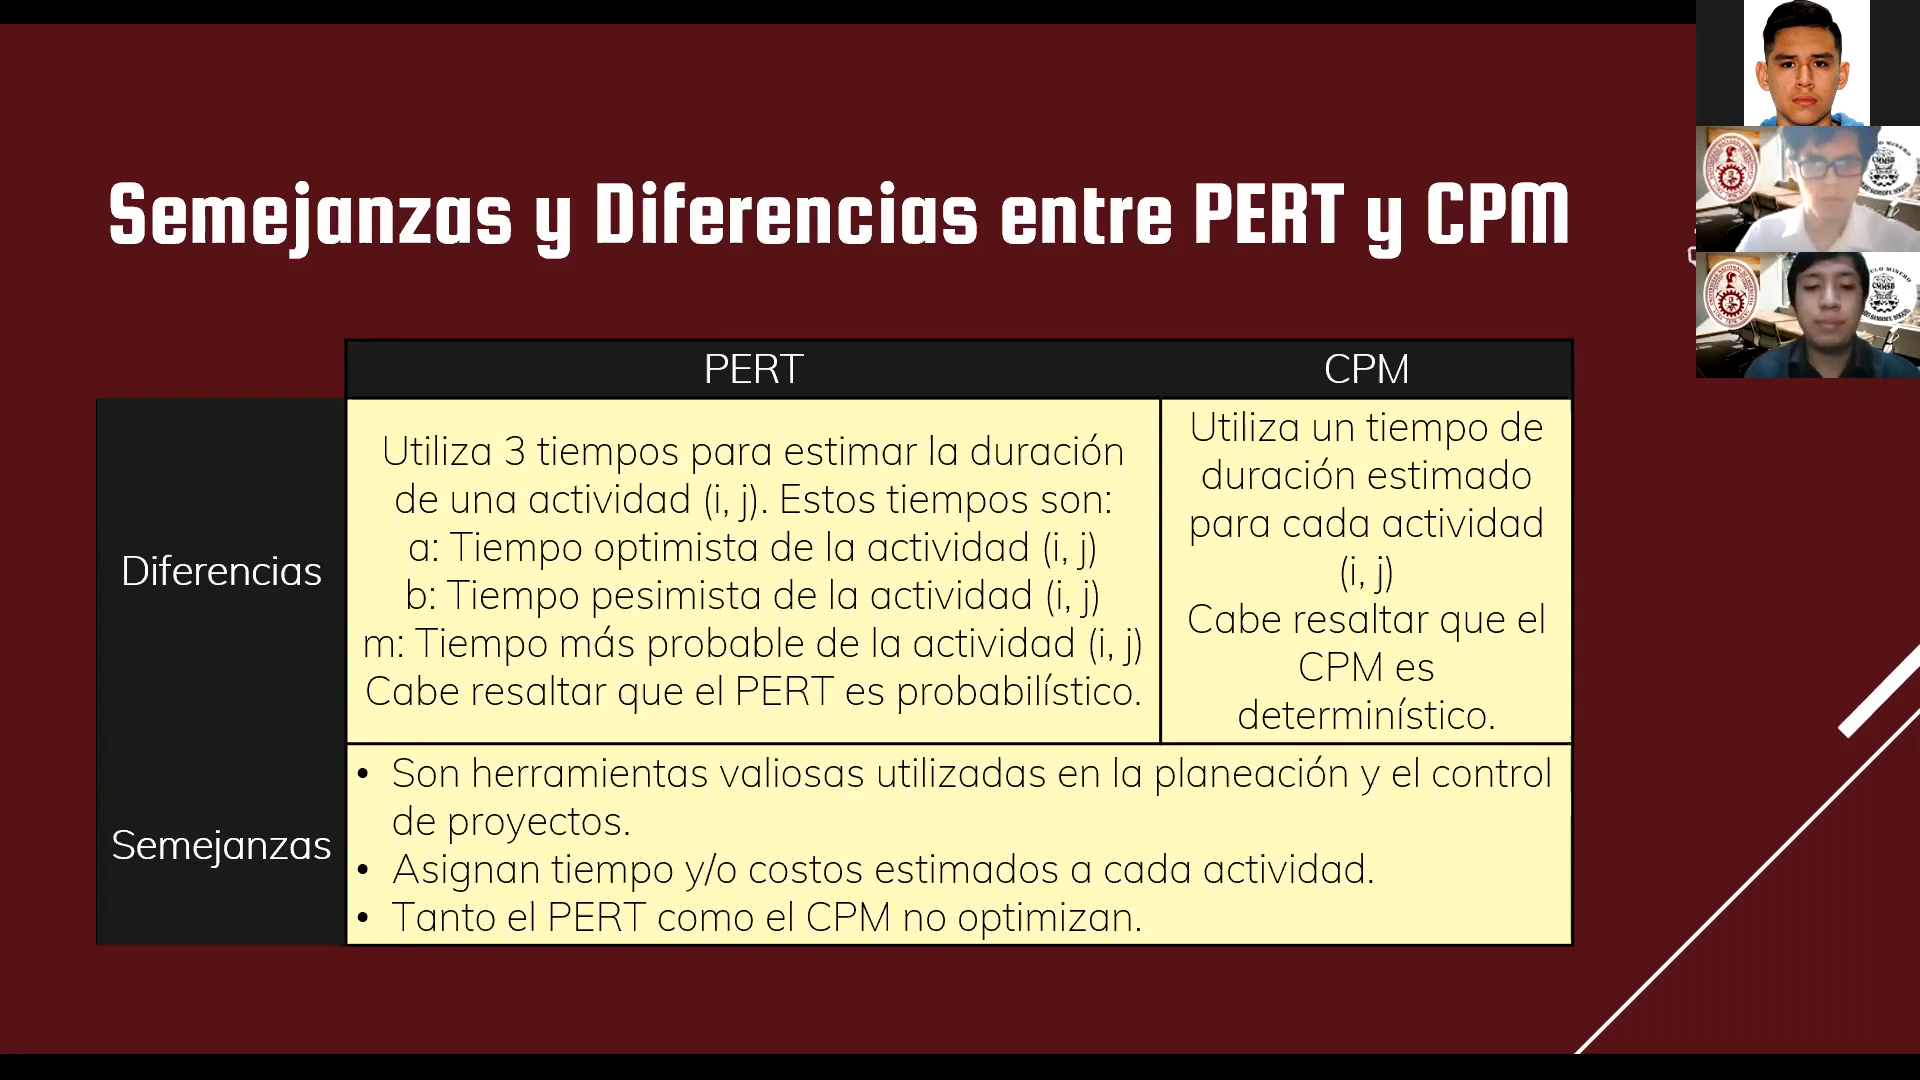 Semejanzas y Diferencias entre PERT y CPM
PERT
CPM
Diferencias
Utiliza 3 tiempos para estimar la duración
de una actividad (i, j). Estos tiempos son:
a: Tiempo optimista de la actividad (i, j)
b: Tiempo pesimista de la actividad (i, j)
m: Tiempo más probable de la actividad (i, j)
Cabe resaltar que el PERT es probabilístico.
Utiliza un tiempo de
duración estimado
para cada actividad
(i, j)
Cabe resaltar que el
CPM es
determinístico.
Semejanzas
• Son herramientas valiosas utilizadas en la planeación y el control
de proyectos.
• Asignan tiempo y/o costos estimados a cada actividad.
• Tanto el PERT como el CPM no optimizan.